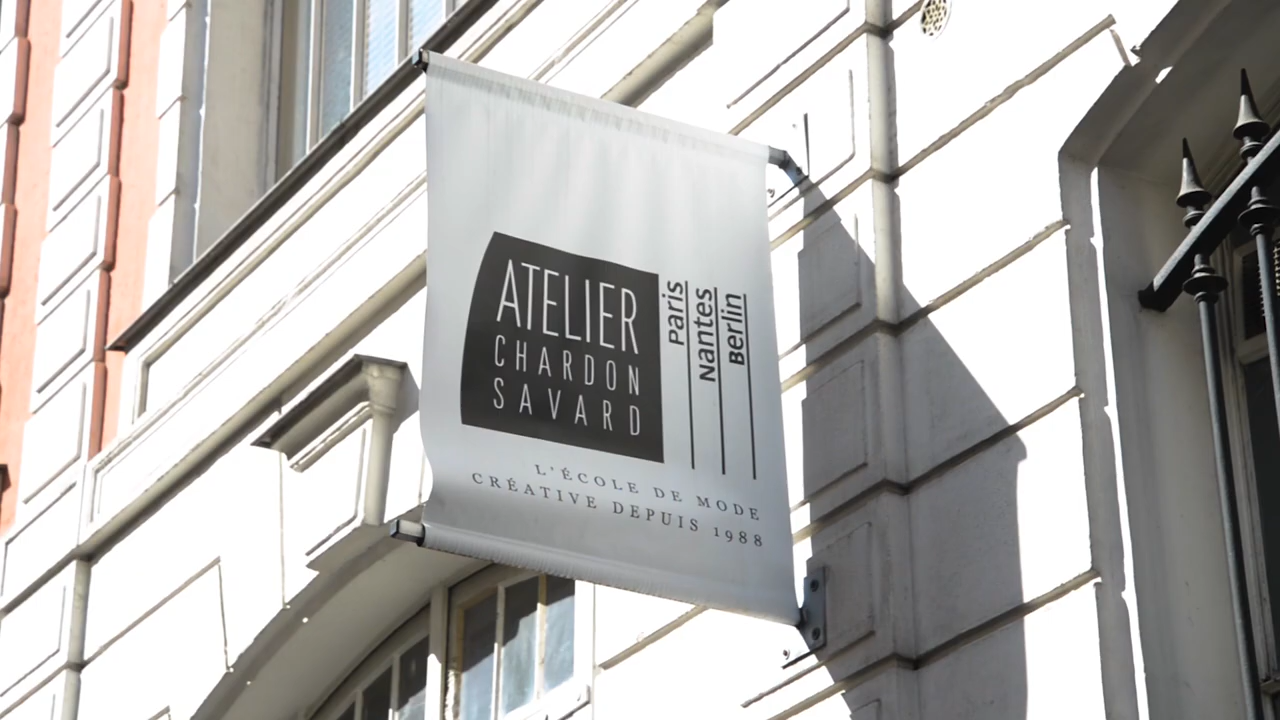 ATELIER
CHARDON
SAVARD
Paris
Nantes
Berlin
L'ÉCOLE DE MODE
CRÉATIVE DEPUIS 1988